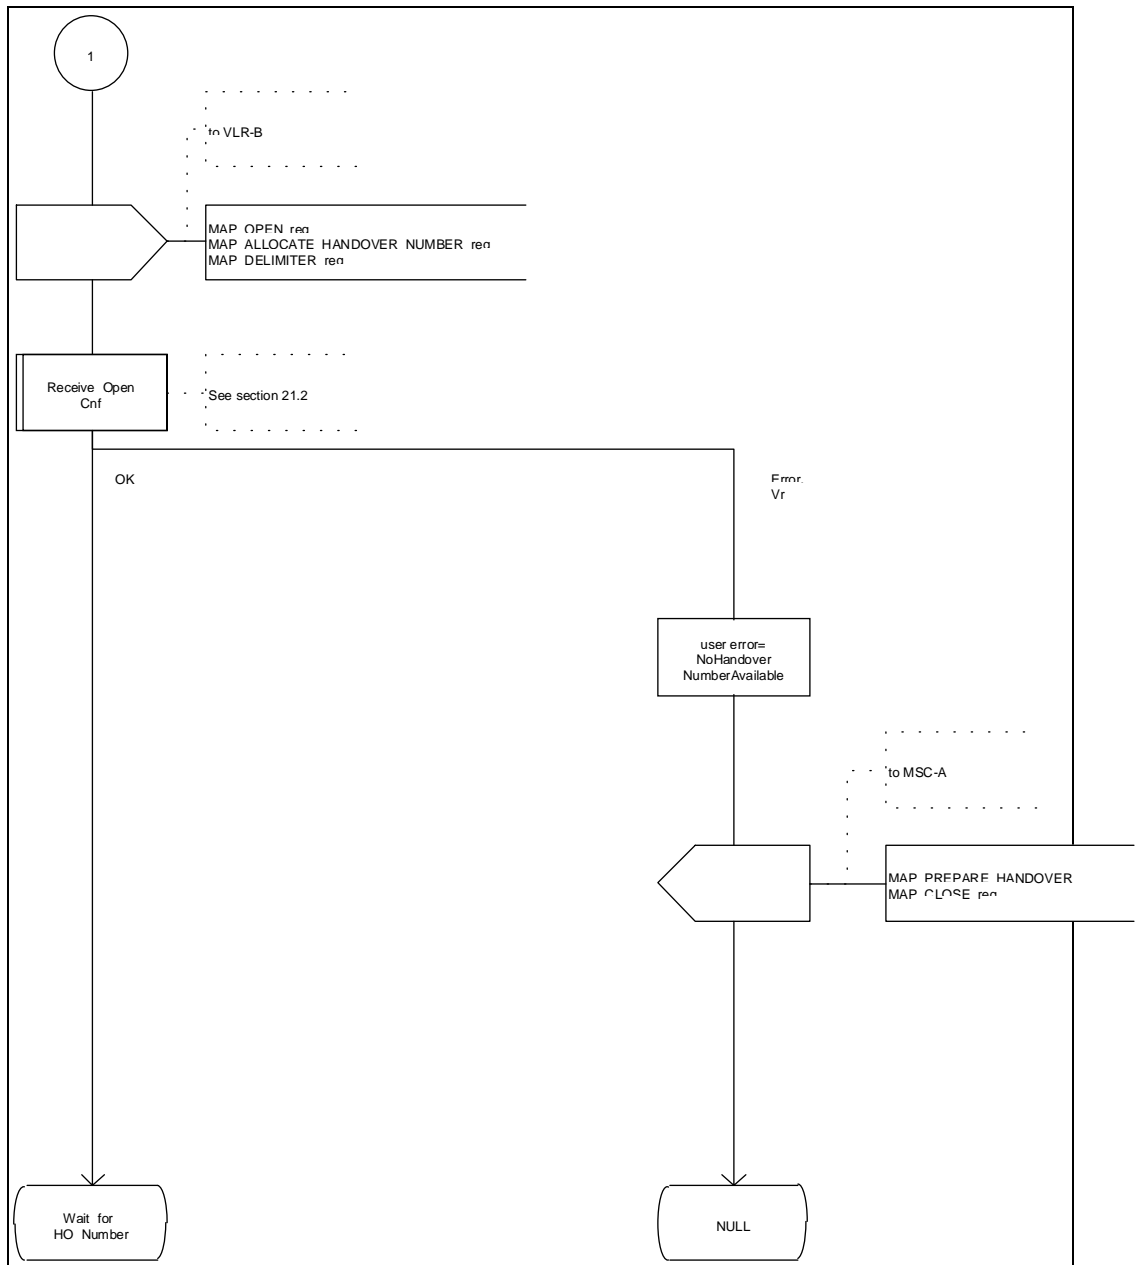 1
to VLR-B
MAP OPEN req
MAP ALLOCATE HANDOVER NUMBER req
MAP DELIMITER req
Receive Open
Cnf
See section 21.2
OK
Error,
Vr
user error=
NoHandover
NumberAvailable
to MSC-A
MAP PREPARE HANDOVER
MAP CLOSE req
Wait for
HO Number
NULL